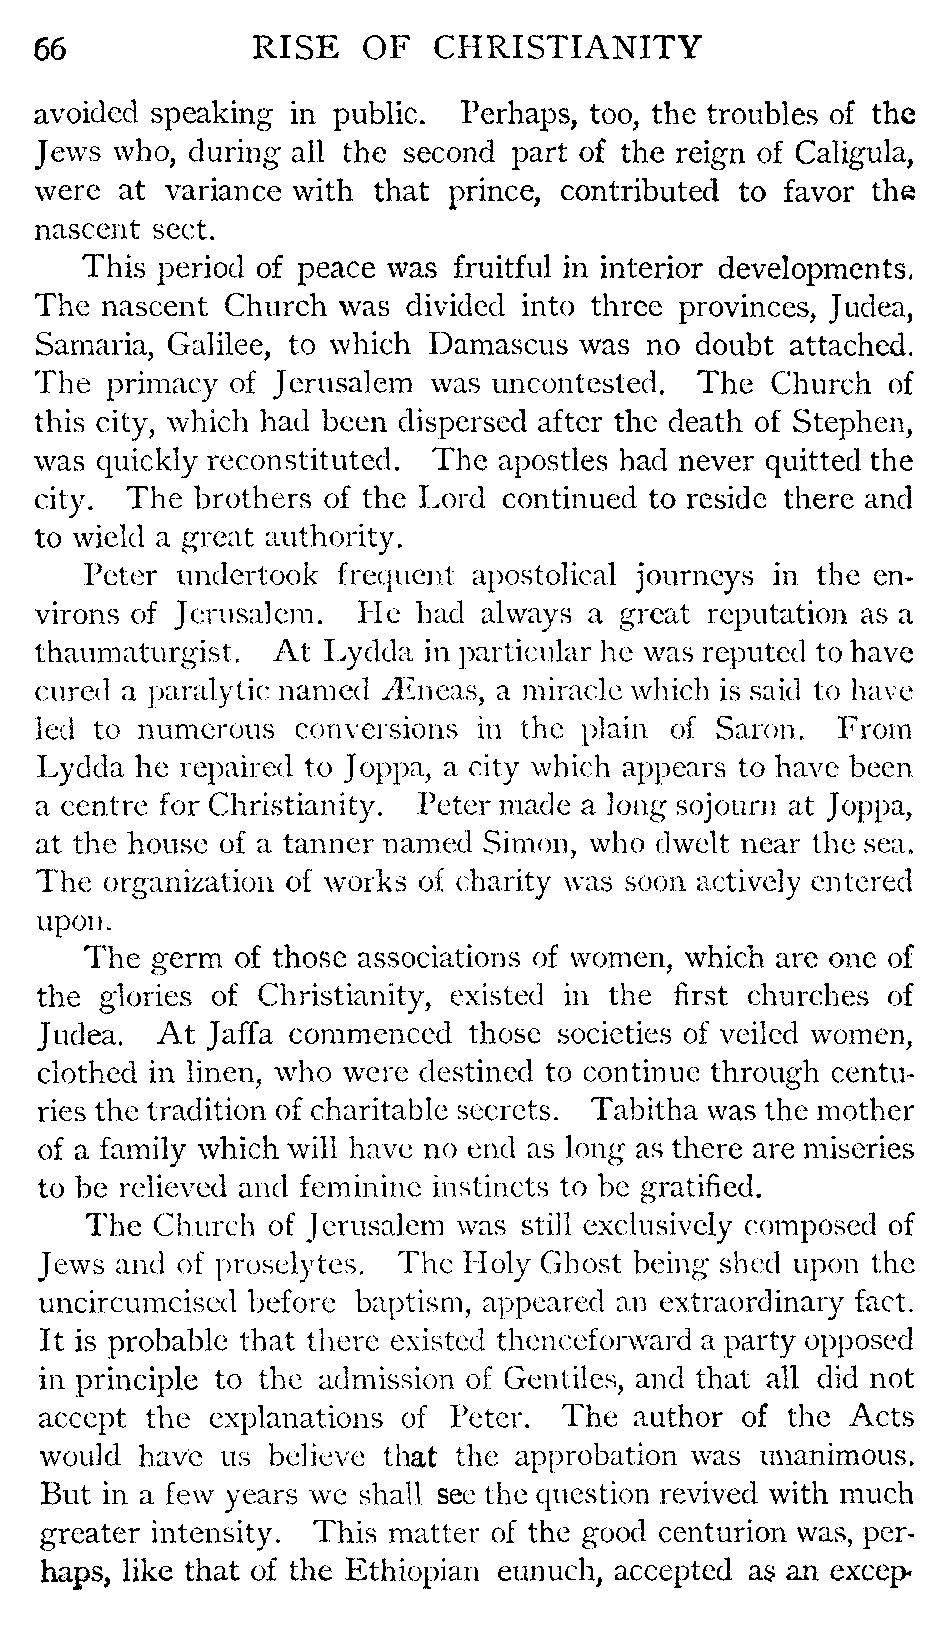 66 RISE OF CHRISTIANITY
avoided speaking in public. Perhaps, too, the troubles of the
Jews who, during all the second part of the reign of Caligula,
were at variance with that prince, contributed to favor the
nascent sect.
This period of peace was fruitful in interior developments.
The nascent Church was divided into three provinces, Judea,
Samaria, Galilee, to which Damascus was no doubt attached.
The primacy of Jerusalem was uncontested. The Church of
this city, which had been dispersed after the death of Stephen,
was quickly reconstituted. The apostles had never quitted the
city. The brothers of the Lord continued to reside there and
to wield a great authority.
Peter undertook frequent apostolical journeys in the en-
virons of Jerusalem. He had always a great reputation as a
thaumaturgist. At Lydda in particular he was reputed to have
cured a paralytic named Æneas, a miracle which is said to have
led to numerous conversions in the plain of Saron. From
Lydda he repaired to Joppa, a city which appears to have been
a centre for Christianity. Peter made a long sojourn at Joppa,
at the house of a tanner named Simon, who dwelt near the sea.
The organization of works of charity was soon actively entered
upon.
The germ of those associations of women, which are one of
the glories of Christianity, existed in the first churches of
Judea. At Jaffa commenced those societies of veiled women,
clothed in linen, who were destined to continue through centu-
ries the tradition of charitable secrets. Tabitha was the mother
of a family which will have no end as long as there are miseries
to be relieved and feminine instincts to be gratified.
The Church of Jerusalem was still exclusively composed of
Jews and of proselytes. The Holy Ghost being shed upon the
uncircumcised before baptism, appeared an extraordinary fact.
It is probable that there existed thenceforward a party opposed
in principle to the admission of Gentiles, and that all did not
accept the explanations of Peter. The author of the Acts
would have us believe that the approbation was unanimous.
But in a few years we shall see the question revived with much
greater intensity. This matter of the good centurion was, per-
haps, like that of the Ethiopian eunuch, accepted as an excep-